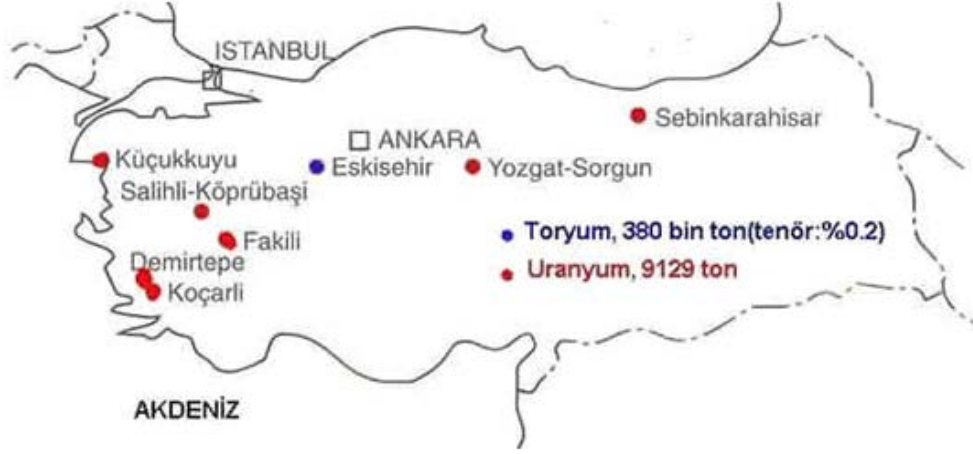 ISTANBUL
Sebinkarahisar
ANKARA
Küçukkuyu
Eskisehir
Yozgat-Sorgun
Salihli-Köprübaşi
Toryum, 380 bin ton(tenör:%0.2)
Fakili
Demirtepe
Uranyum, 9129 ton
Koçarli
AKDENİZ